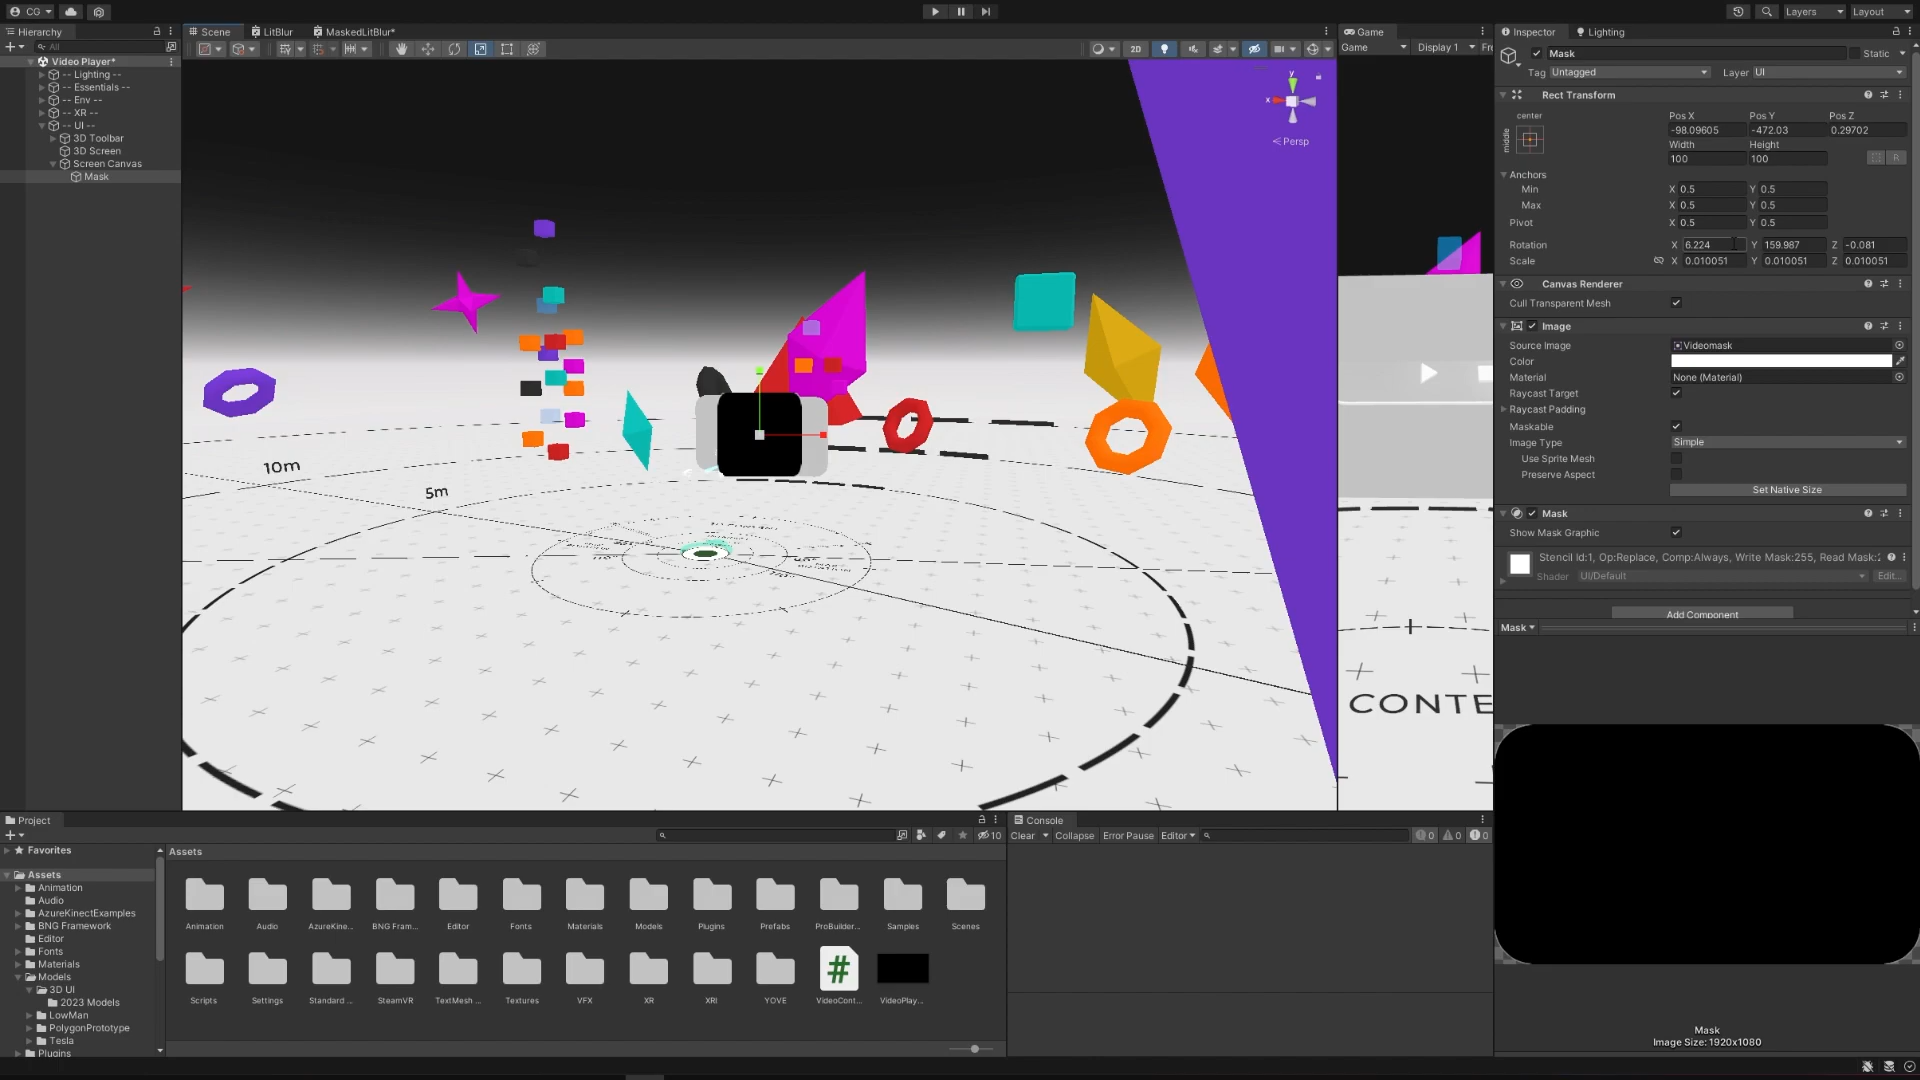 CG
Layers
Layout
Hierarchy
All
Video Player*
-- Lighting --
-- Essentials --
-- Env --
-- XR --
-- UI --
3D Toolbar
3D Screen
Screen Canvas
Mask
Scene
LitBlur
MaskedLitBlur*
2D
y
x
Persp
10m
5m
Game
Game
Display 1
CONTE
Inspector
Lighting
Mask
Static
Tag
Untagged
Layer
UI
Rect Transform
center
middle
Pos X
Pos Y
Pos Z
-98.09605
-472.03
0.29702
Width
Height
100
100
R
Anchors
Min
X 0.5
Y 0.5
Max
X 0.5
Y 0.5
Pivot
X 0.5
Y 0.5
Rotation
X 6.224
Y 159.987
Z -0.081
Scale
X 0.010051
Y 0.010051
Z 0.010051
Canvas Renderer
Cull Transparent Mesh
Image
Source Image
Videomask
Color
Material
None (Material)
Raycast Target
Raycast Padding
Maskable
Image Type
Simple
Use Sprite Mesh
Preserve Aspect
Set Native Size
Mask
Show Mask Graphic
Stencil Id:1, Op:Replace, Comp:Always, Write Mask:255, Read Mask:
Shader
UI/Default
Edit...
Add Component
Mask
Mask
Image Size: 1920x1080
Project
10
Favorites
Assets
Animation
Audio
AzureKinectExamples
BNG Framework
Editor
Fonts
Materials
Models
3D UI
2023 Models
LowMan
PolygonPrototype
Tesla
Plugins
Assets
Animation
Audio
AzureKine...
BNG Fram...
Editor
Fonts
Materials
Models
Plugins
Prefabs
ProBuilder...
Samples
Scenes
Scripts
Settings
Standard ...
SteamVR
TextMesh ...
Textures
VFX
XR
XRI
YOVE
#
VideoCont...
VideoPlay...
Console
Clear
Collapse
Error Pause
Editor
0
0
0